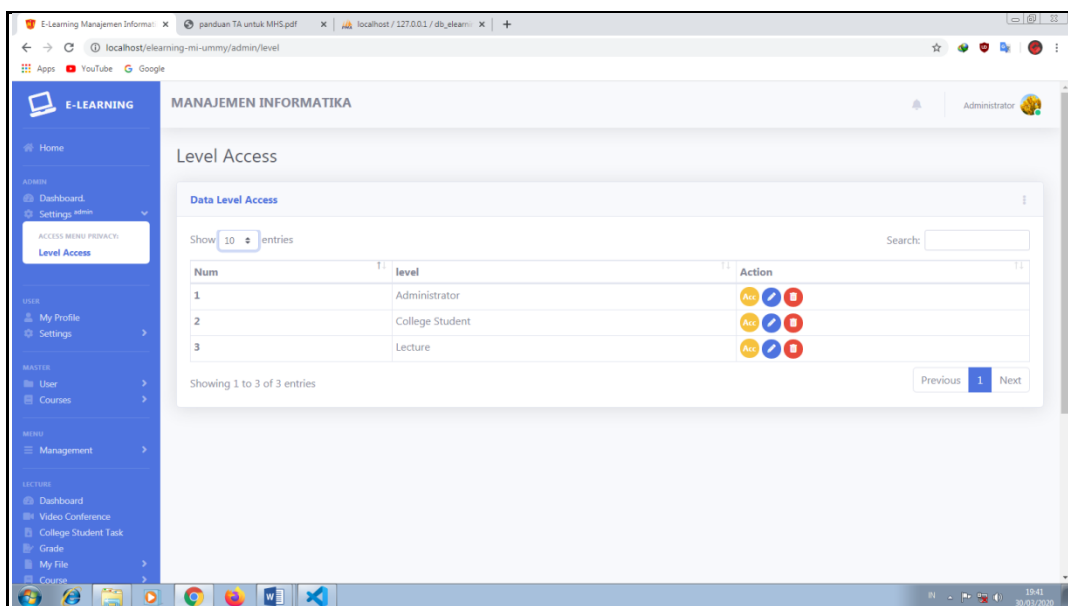 E-Learning Manajemen Informati
panduan TA untuk MHS.pdf
localhost / 127.0.0.1 / db_elearni
localhost/elearning-mi-ummy/admin/level
Apps YouTube Google
E-LEARNING
MANAJEMEN INFORMATIKA
Administrator
Home
ADMIN
Dashboard.
Settings admin
ACCESS MENU PRIVACY:
Level Access
USER
My Profile
Settings
MASTER
User
Courses
MENU
Management
LECTURE
Dashboard
Video Conference
College Student Task
Grade
My File
Course
Level Access
Data Level Access
Show 10 entries
Search:
Num level Action
1 Administrator Acc
2 College Student Acc
3 Lecture Acc
Showing 1 to 3 of 3 entries
Previous 1 Next
IN
19:41
30/03/2020